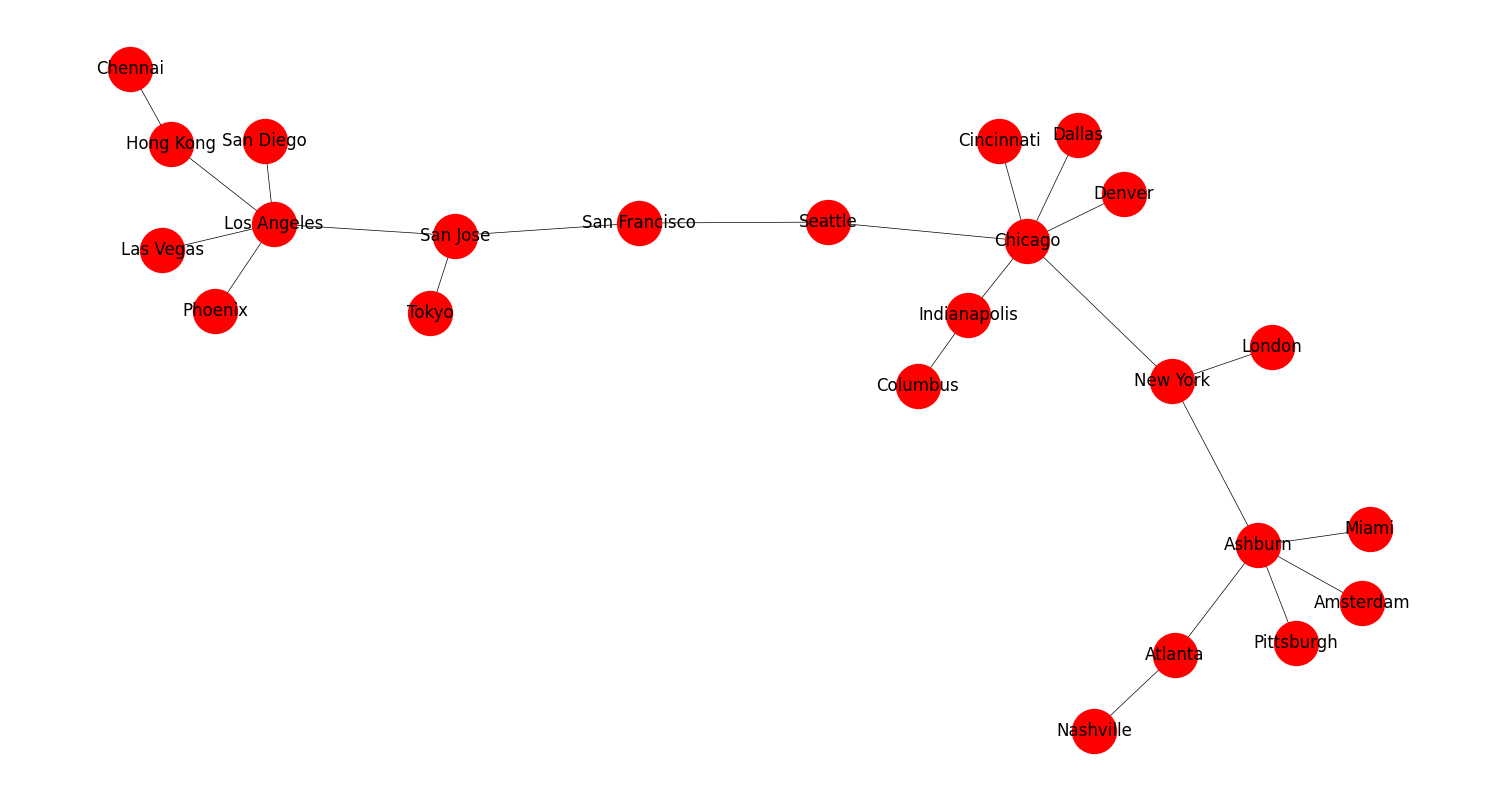 Chennai
Hong Kong
San Diego
Los Angeles
Las Vegas
Phoenix
San Jose
Tokyo
San Francisco
Seattle
Cincinnati
Dallas
Denver
Chicago
Indianapolis
Columbus
London
New York
Ashburn
Miami
Amsterdam
Pittsburgh
Atlanta
Nashville